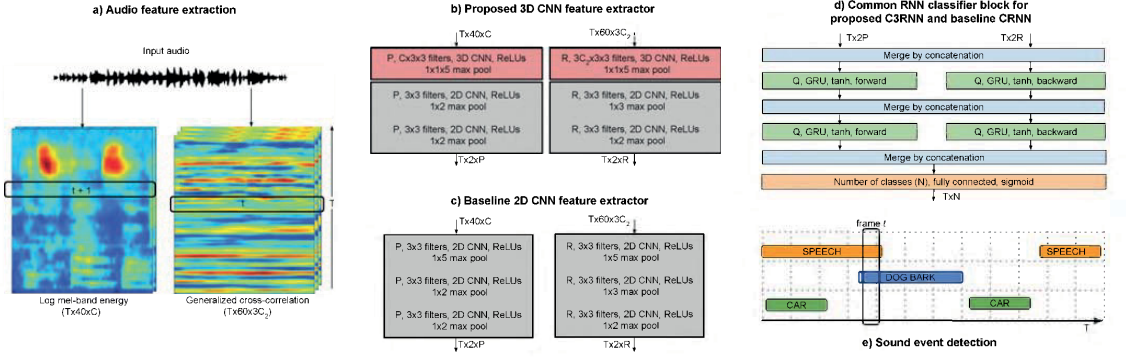 a) Audio feature extraction
Input audio
t + 1
t
T
Log mel-band energy
(Tx40xC)
Generalized cross-correlation
(Tx60x3C₂)
b) Proposed 3D CNN feature extractor
Tx40xC
Tx60x3C₂
P, Cx3x3 filters, 3D CNN, ReLUs
1x1x5 max pool
P, 3x3 filters, 2D CNN, ReLUs
1x2 max pool
P, 3x3 filters, 2D CNN, ReLUs
1x2 max pool
Tx2xP
R, 3C₂x3x3 filters, 3D CNN, ReLUs
1x1x5 max pool
R, 3x3 filters, 2D CNN, ReLUs
1x3 max pool
R, 3x3 filters, 2D CNN, ReLUs
1x2 max pool
Tx2xR
c) Baseline 2D CNN feature extractor
Tx40xC
Tx60x3C₂
P, 3x3 filters, 2D CNN, ReLUs
1x5 max pool
P, 3x3 filters, 2D CNN, ReLUs
1x2 max pool
P, 3x3 filters, 2D CNN, ReLUs
1x2 max pool
Tx2xP
R, 3x3 filters, 2D CNN, ReLUs
1x5 max pool
R, 3x3 filters, 2D CNN, ReLUs
1x3 max pool
R, 3x3 filters, 2D CNN, ReLUs
1x2 max pool
Tx2xR
d) Common RNN classifier block for
proposed C3RNN and baseline CRNN
Tx2P
Tx2R
Merge by concatenation
Q, GRU, tanh, forward
Q, GRU, tanh, backward
Merge by concatenation
Q, GRU, tanh, forward
Q, GRU, tanh, backward
Merge by concatenation
Number of classes (N), fully connected, sigmoid
TxN
frame t
SPEECH
SPEECH
DOG BARK
CAR
CAR
T
e) Sound event detection